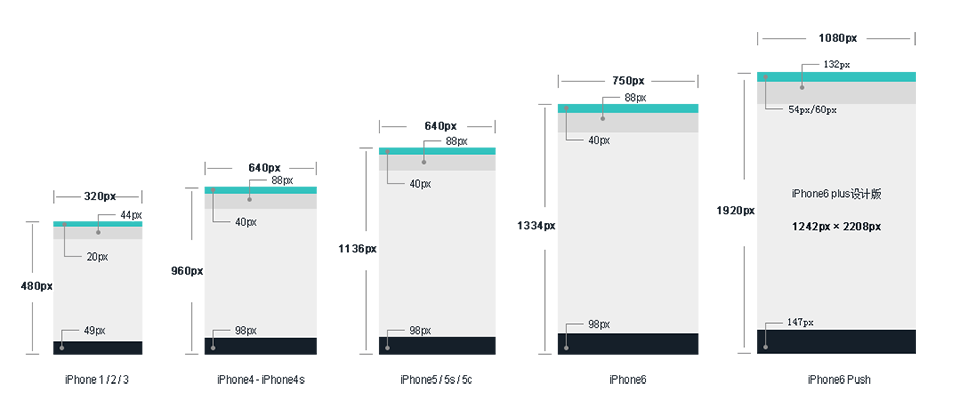 320px
44px
20px
480px
49px
iPhone 1 / 2 / 3
640px
88px
40px
960px
98px
iPhone4 - iPhone4s
640px
88px
40px
1136px
98px
iPhone5 / 5s / 5c
750px
88px
40px
1334px
98px
iPhone6
1080px
132px
54px/60px
iPhone6 plus设计版
1920px
1242px × 2208px
147px
iPhone6 Push